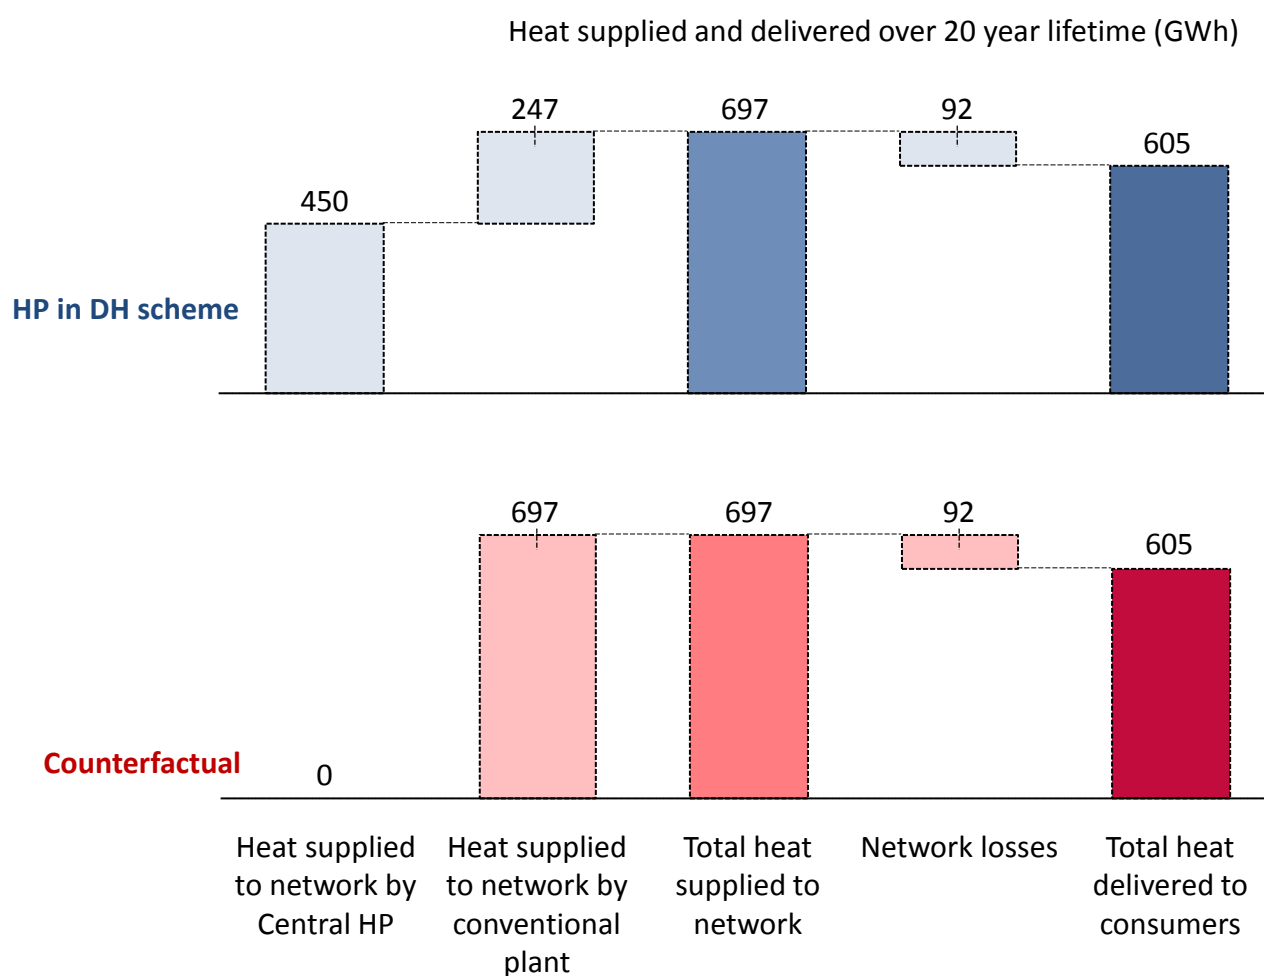 Heat supplied and delivered over 20 year lifetime (GWh)
247
697
92
605
450
HP in DH scheme
697
697
92
605
Counterfactual
0
Heat supplied
to network by
Central HP
Heat supplied
to network by
conventional
plant
Total heat
supplied to
network
Network losses
Total heat
delivered to
consumers